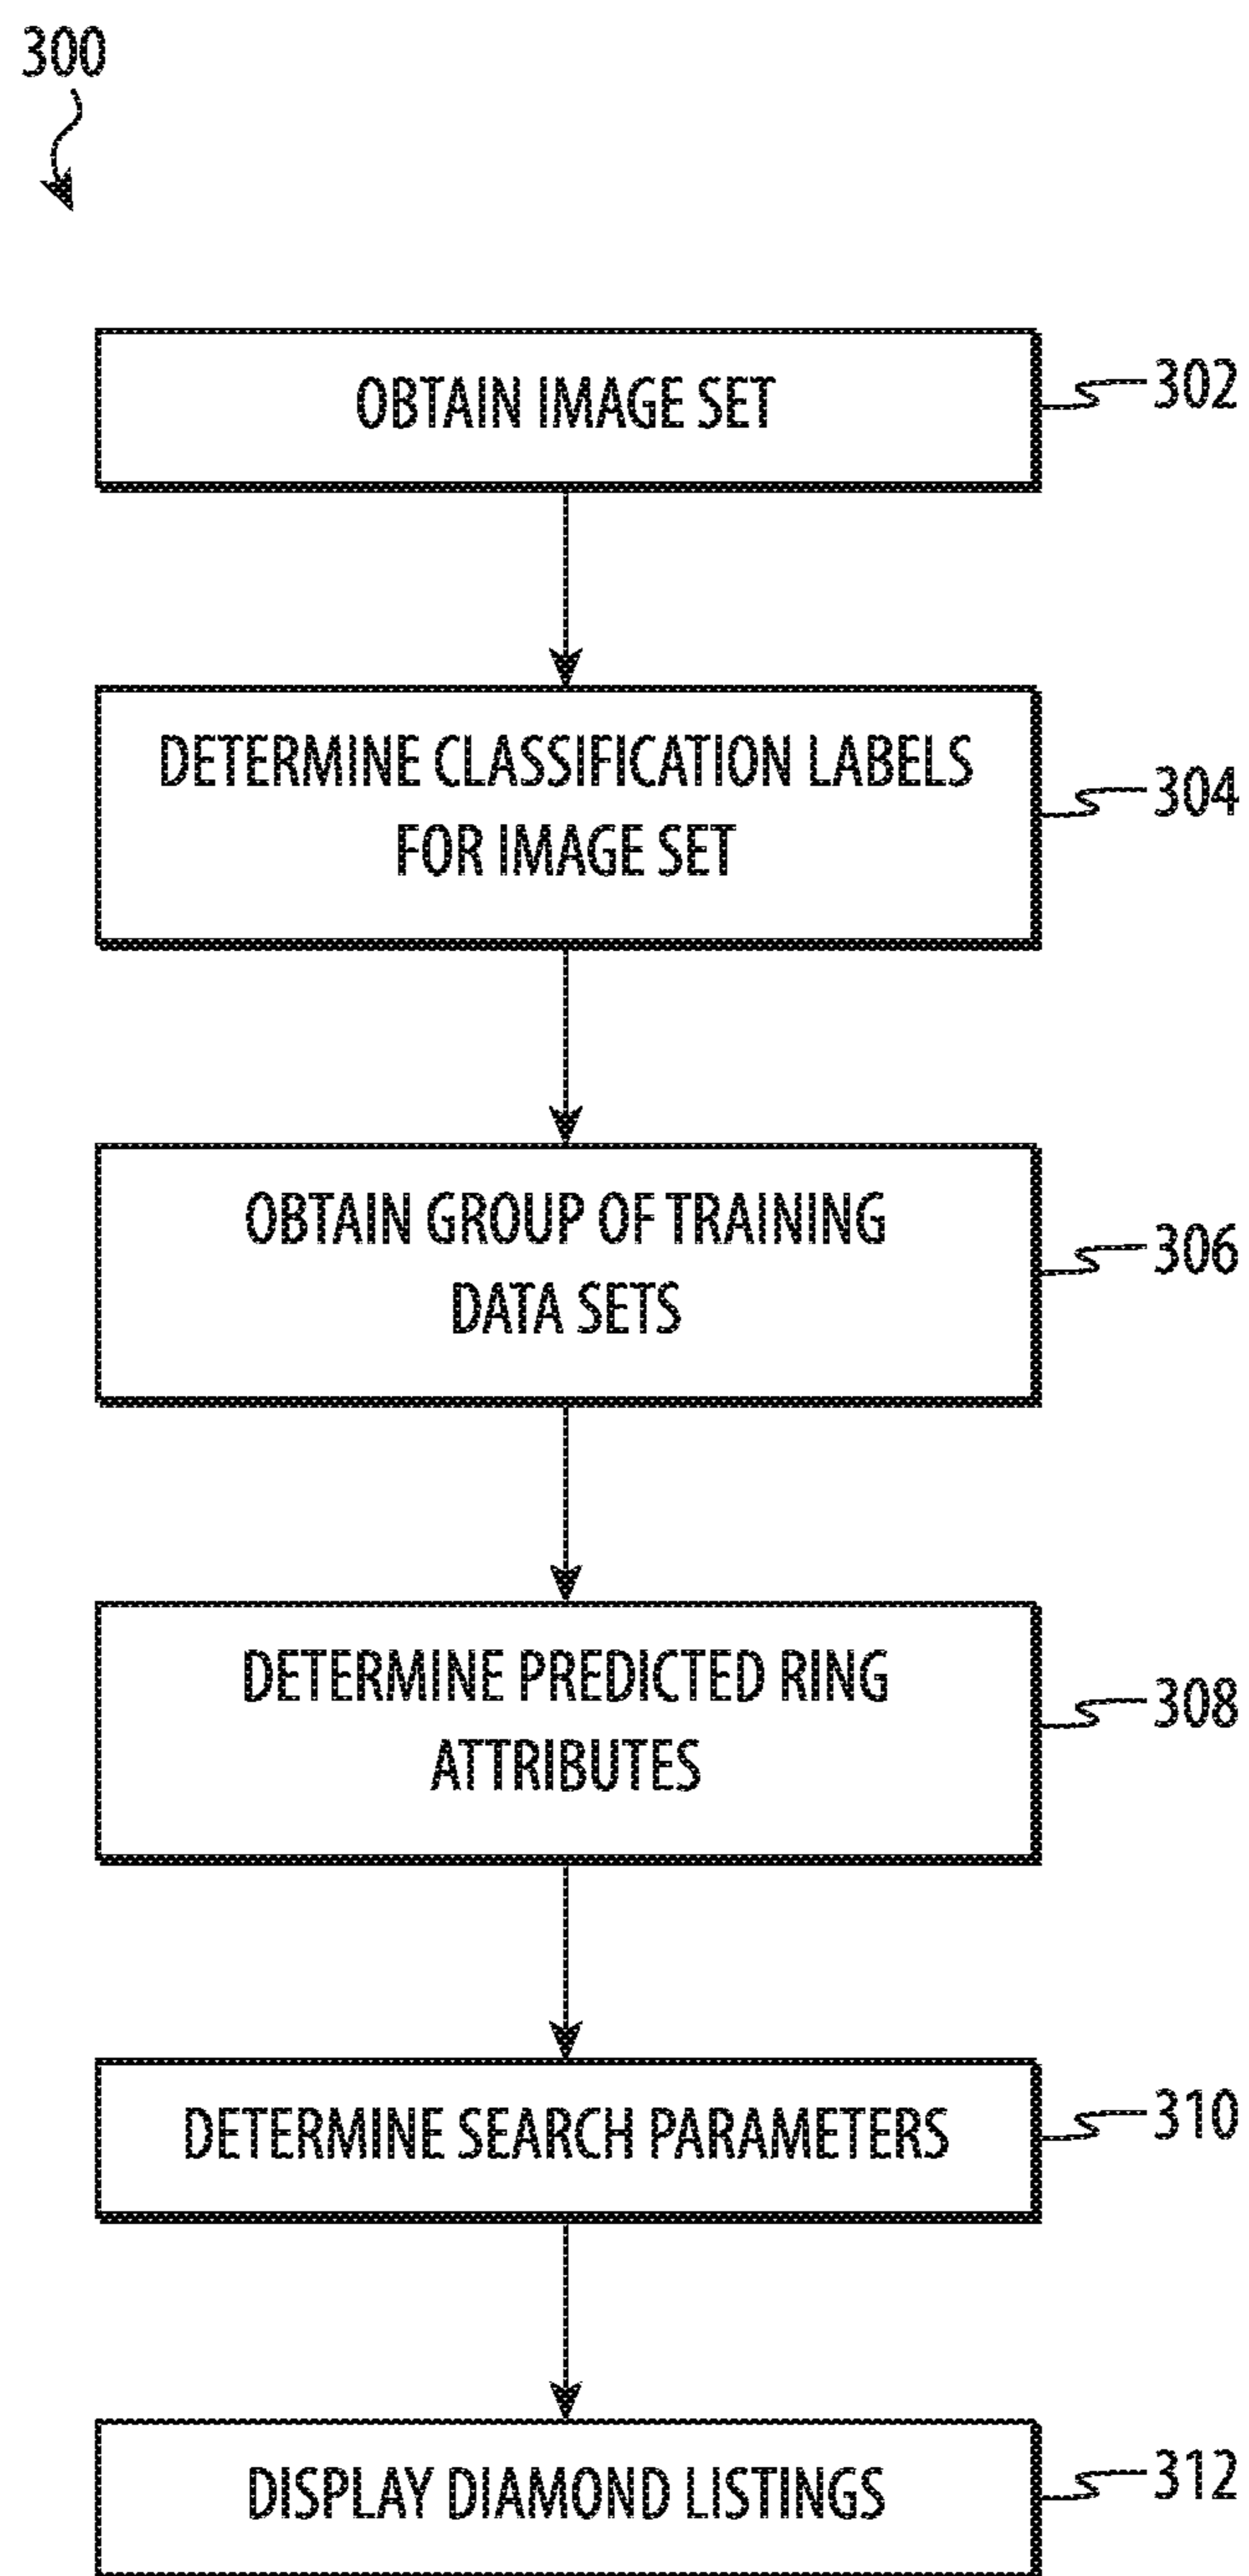 300
OBTAIN IMAGE SET
302
DETERMINE CLASSIFICATION LABELS
FOR IMAGE SET
304
OBTAIN GROUP OF TRAINING
DATA SETS
306
DETERMINE PREDICTED RING
ATTRIBUTES
308
DETERMINE SEARCH PARAMETERS
310
DISPLAY DIAMOND LISTINGS
312